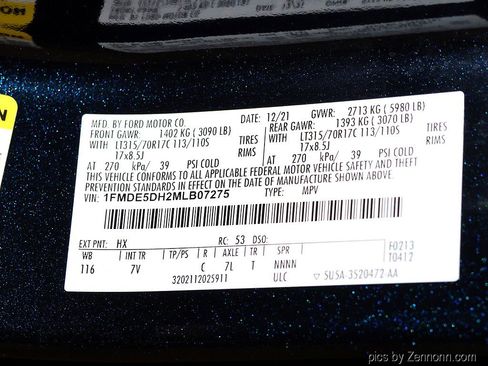 MFD. BY FORD MOTOR CO.
DATE: 12/21 GVWR: 2713 KG ( 5980 LB)
FRONT GAWR: 1402 KG ( 3090 LB) REAR GAWR: 1393 KG ( 3070 LB)
WITH LT315/70R17C 113/110S TIRES WITH LT315/70R17C 113/110S TIRES
17x8.5J RIMS 17x8.5J RIMS
AT 270 kPa/ 39 PSI COLD AT 270 kPa/ 39 PSI COLD
THIS VEHICLE CONFORMS TO ALL APPLICABLE FEDERAL MOTOR VEHICLE SAFETY AND THEFT
PREVENTION STANDARDS IN EFFECT ON THE DATE OF MANUFACTURE SHOWN ABOVE.
VIN: 1FMDE5DH2MLB07275 TYPE: MPV
EXT PNT: HX RC: 53 DSO:
WB INT TR TP/PS R AXLE TR SPR F0213
116 7V C 7L T NNNN T0412
3202112025911 ULC ▽ SU5A-3520472 AA
pics by Zennonn.com